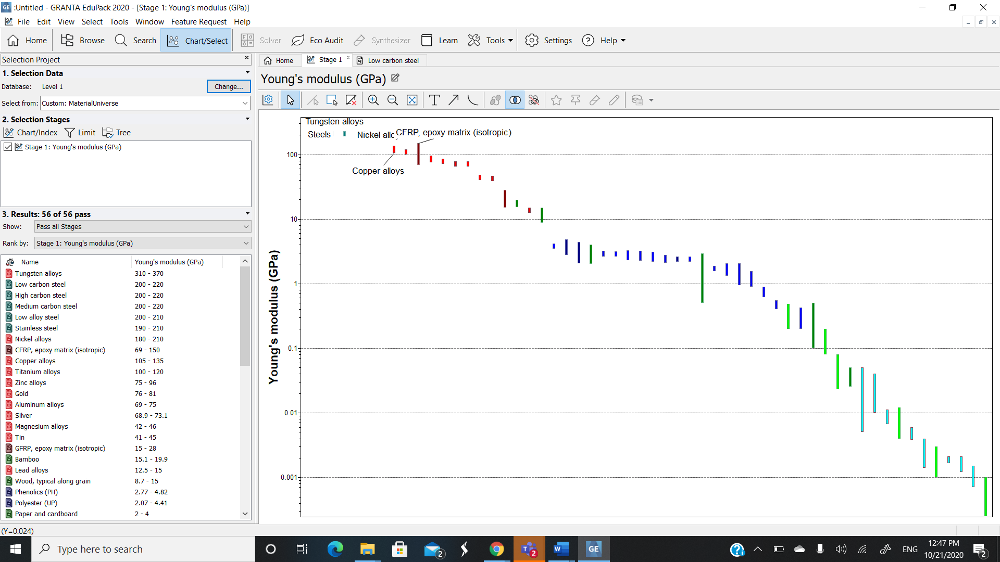 :Untitled - GRANTA EduPack 2020 - [Stage 1: Young's modulus (GPa)]
File Edit View Select Tools Window Feature Request Help
Home Browse Search Chart/Select Solver Eco Audit Synthesizer Learn Tools Settings Help
Selection Project
1. Selection Data
Database: Level 1 Change...
Select from: Custom: MaterialUniverse
2. Selection Stages
Chart/Index Limit Tree
Stage 1: Young's modulus (GPa)
3. Results: 56 of 56 pass
Show: Pass all Stages
Rank by: Stage 1: Young's modulus (GPa)
Name Young's modulus (GPa)
Tungsten alloys 310 - 370
Low carbon steel 200 - 220
High carbon steel 200 - 220
Medium carbon steel 200 - 220
Low alloy steel 200 - 210
Stainless steel 190 - 210
Nickel alloys 180 - 210
CFRP, epoxy matrix (isotropic) 69 - 150
Copper alloys 105 - 135
Titanium alloys 100 - 120
Zinc alloys 75 - 96
Gold 76 - 81
Aluminum alloys 69 - 75
Silver 68.9 - 73.1
Magnesium alloys 42 - 46
Tin 41 - 45
GFRP, epoxy matrix (isotropic) 15 - 28
Bamboo 15.1 - 19.9
Lead alloys 12.5 - 15
Wood, typical along grain 8.7 - 15
Phenolics (PH) 2.77 - 4.82
Polyester (UP) 2.07 - 4.41
Paper and cardboard 2 - 4
(Y=0.024)
Home Stage 1 Low carbon steel
Young's modulus (GPa)
Tungsten alloys
Steels Nickel allo CFRP, epoxy matrix (isotropic)
Copper alloys
Young's modulus (GPa)
100
10
1
0.1
0.01
0.001
Type here to search
2
2
GE
ENG
12:47 PM
10/21/2020
2